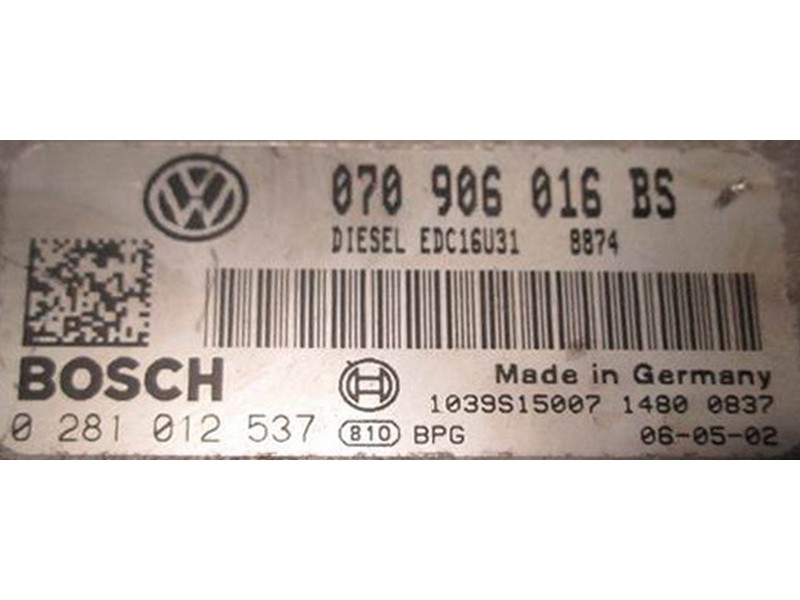 070 906 016 BS
DIESEL EDC16U31 8874
BOSCH
Made in Germany
1039S15007 1480 0837
0 281 012 537 810 BPG 06-05-02